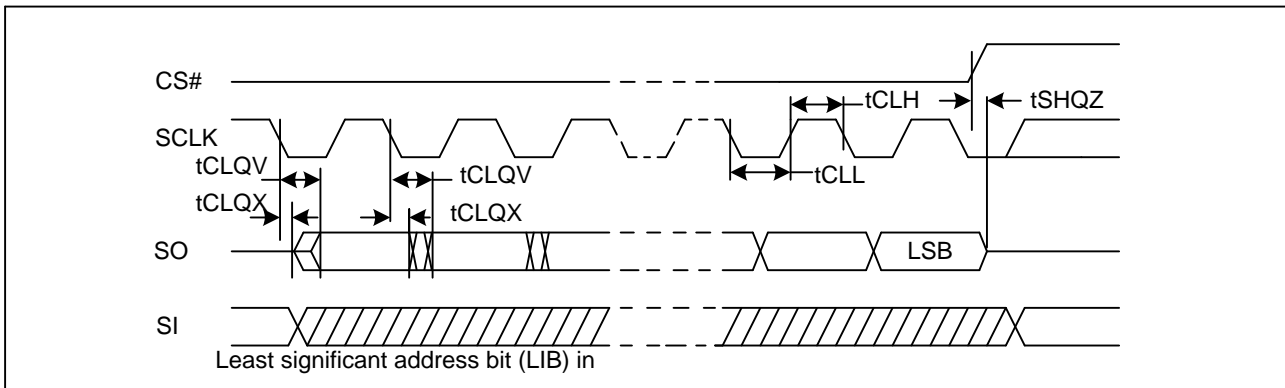 CS#
tCLH
tSHQZ
SCLK
tCLQV
tCLQV
tCLL
tCLQX
tCLQX
SO
LSB
SI
Least significant address bit (LIB) in